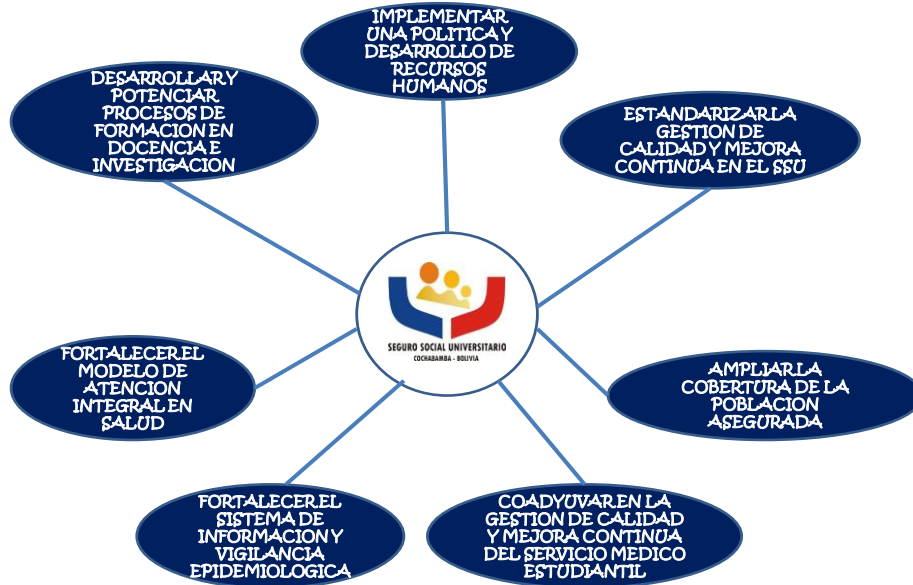 IMPLEMENTAR
UNA POLITICA Y
DESARROLLO DE
RECURSOS
HUMANOS
DESARROLLAR Y
POTENCIAR
PROCESOS DE
FORMACION EN
DOCENCIA E
INVESTIGACION
ESTANDARIZAR LA
GESTION DE
CALIDAD Y MEJORA
CONTINUA EN EL SSU
SEGURO SOCIAL UNIVERSITARIO
COCHABAMBA - BOLIVIA
FORTALECER EL
MODELO DE
ATENCION
INTEGRAL EN
SALUD
AMPLIAR LA
COBERTURA DE LA
POBLACION
ASEGURADA
FORTALECER EL
SISTEMA DE
INFORMACION Y
VIGILANCIA
EPIDEMIOLOGICA
COADYUVAR EN LA
GESTION DE CALIDAD
Y MEJORA CONTINUA
DEL SERVICIO MEDICO
ESTUDIANTIL